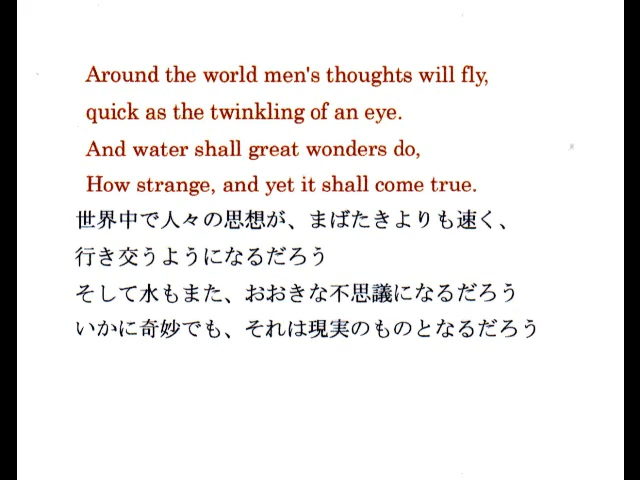 Around the world men's thoughts will fly,
quick as the twinkling of an eye.
And water shall great wonders do,
How strange, and yet it shall come true.
世界中で人々の思想が、まばたきよりも速く、
行き交うようになるだろう
そして水もまた、おおきな不思議になるだろう
いかに奇妙でも、それは現実のものとなるだろう